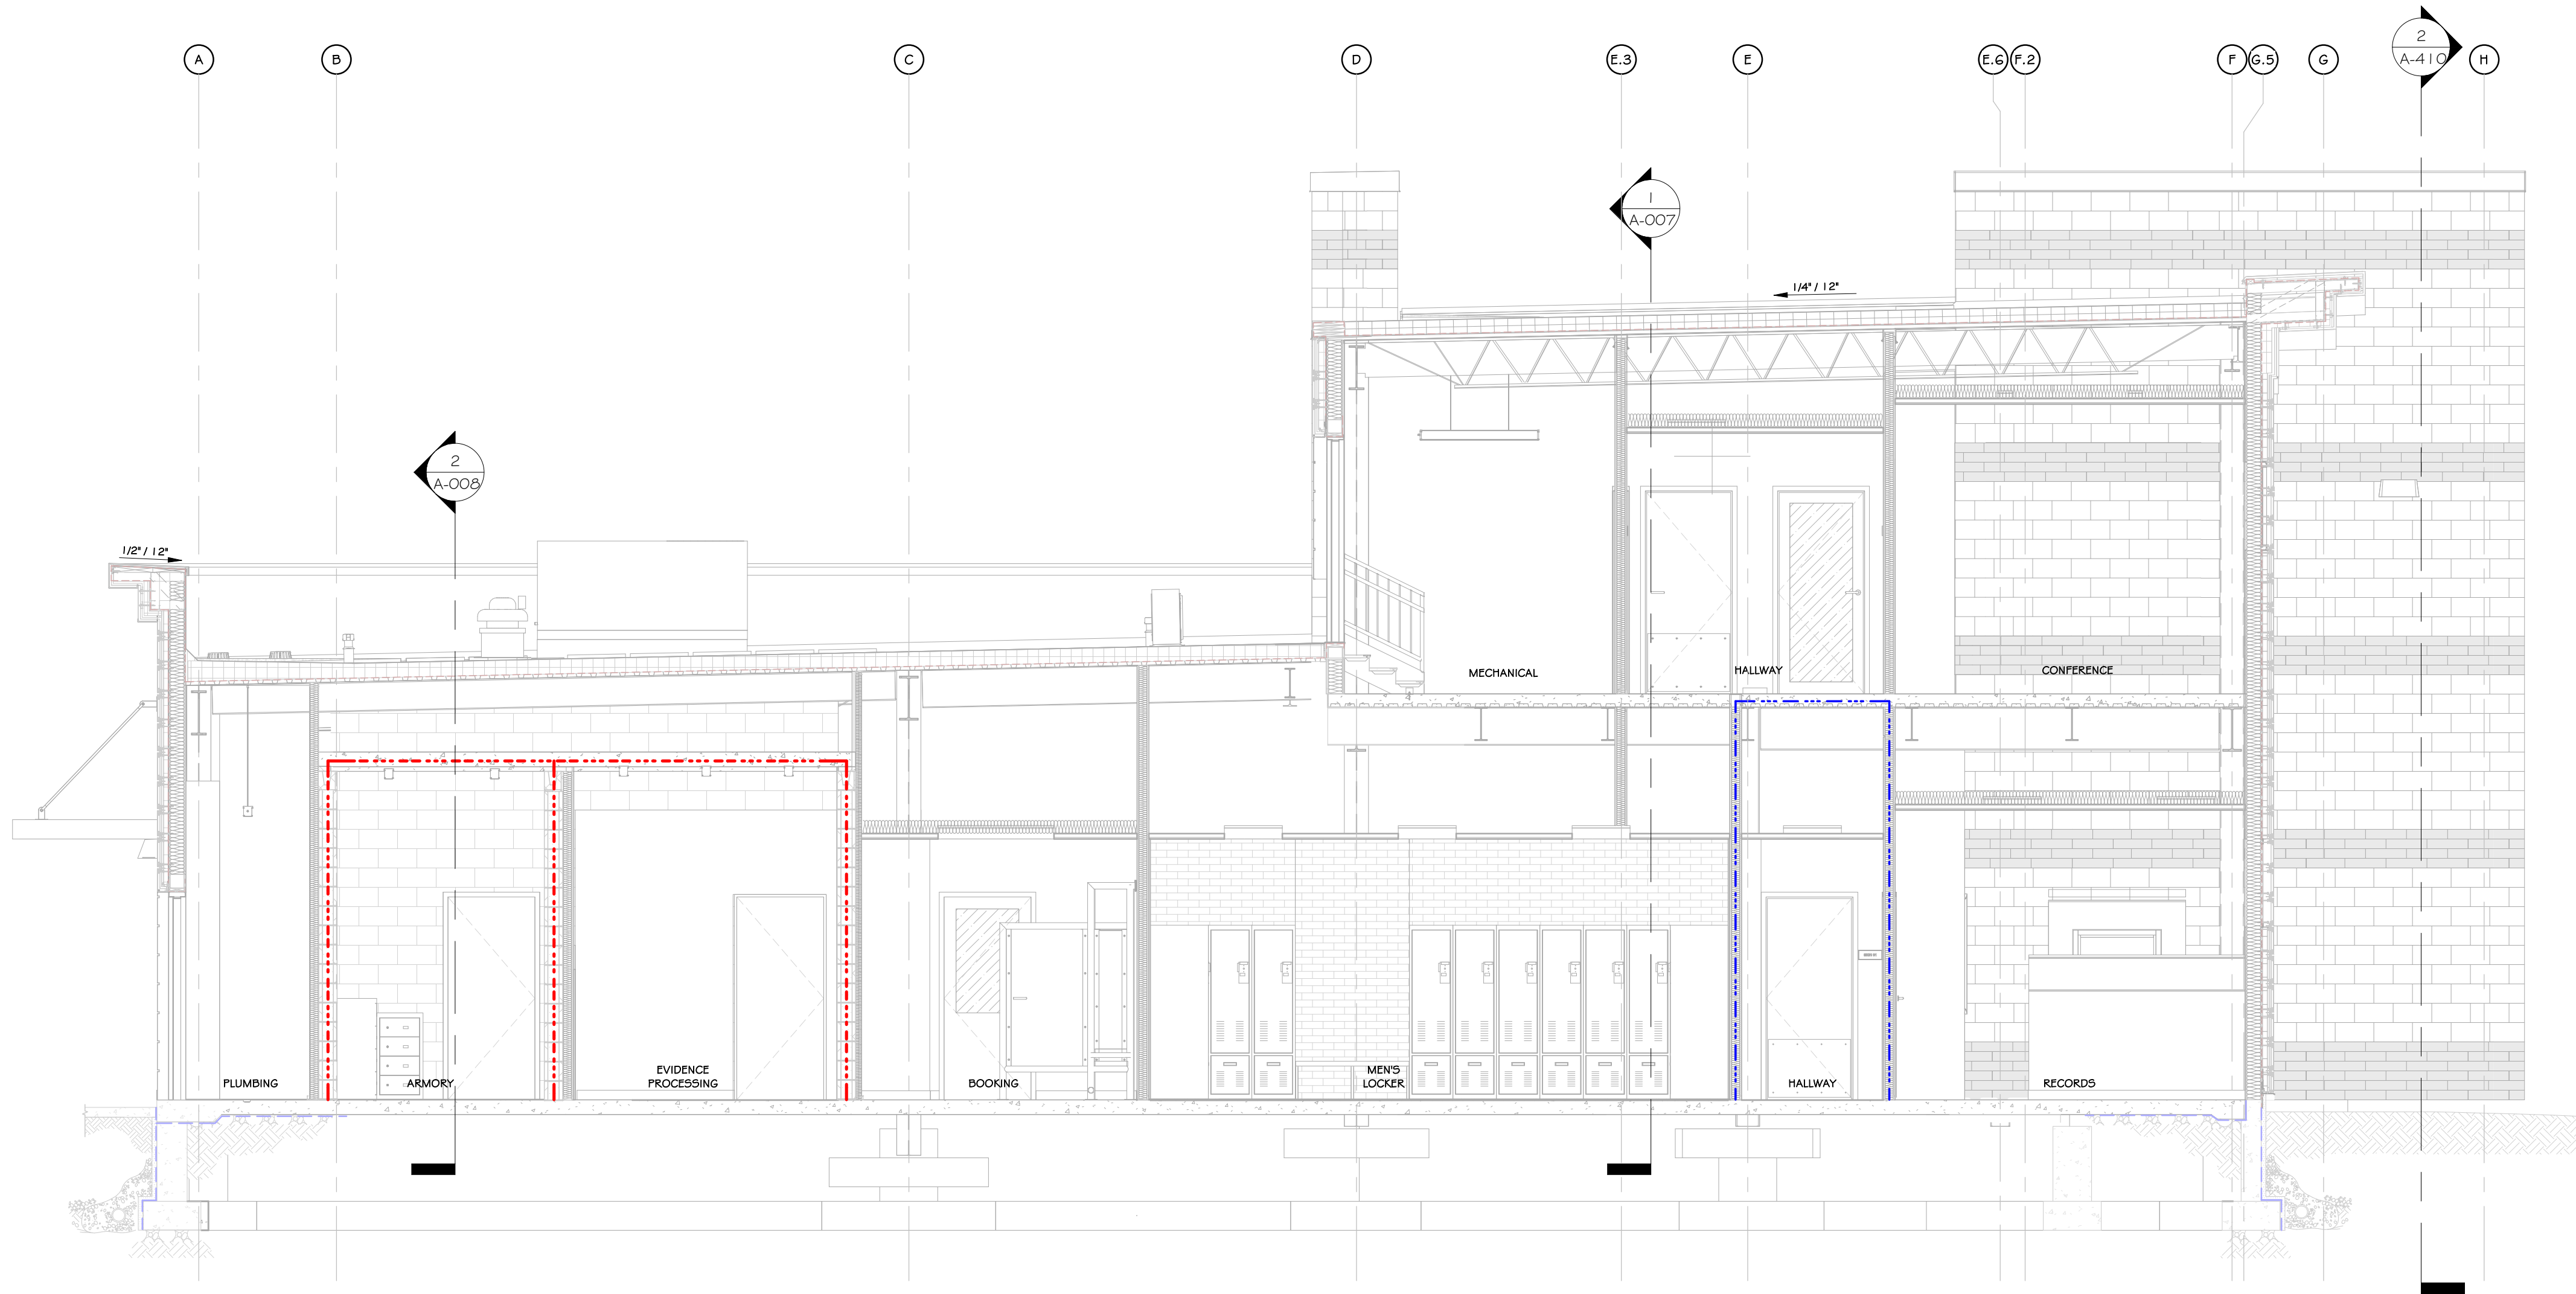 A
B
C
D
E.3
E
E.6
F.2
F
G.5
G
2
A-410
H
1
A-007
1/4" / 12"
2
A-008
1/2" / 12"
MECHANICAL
HALLWAY
CONFERENCE
PLUMBING
ARMORY
EVIDENCE
PROCESSING
BOOKING
MEN'S
LOCKER
HALLWAY
RECORDS